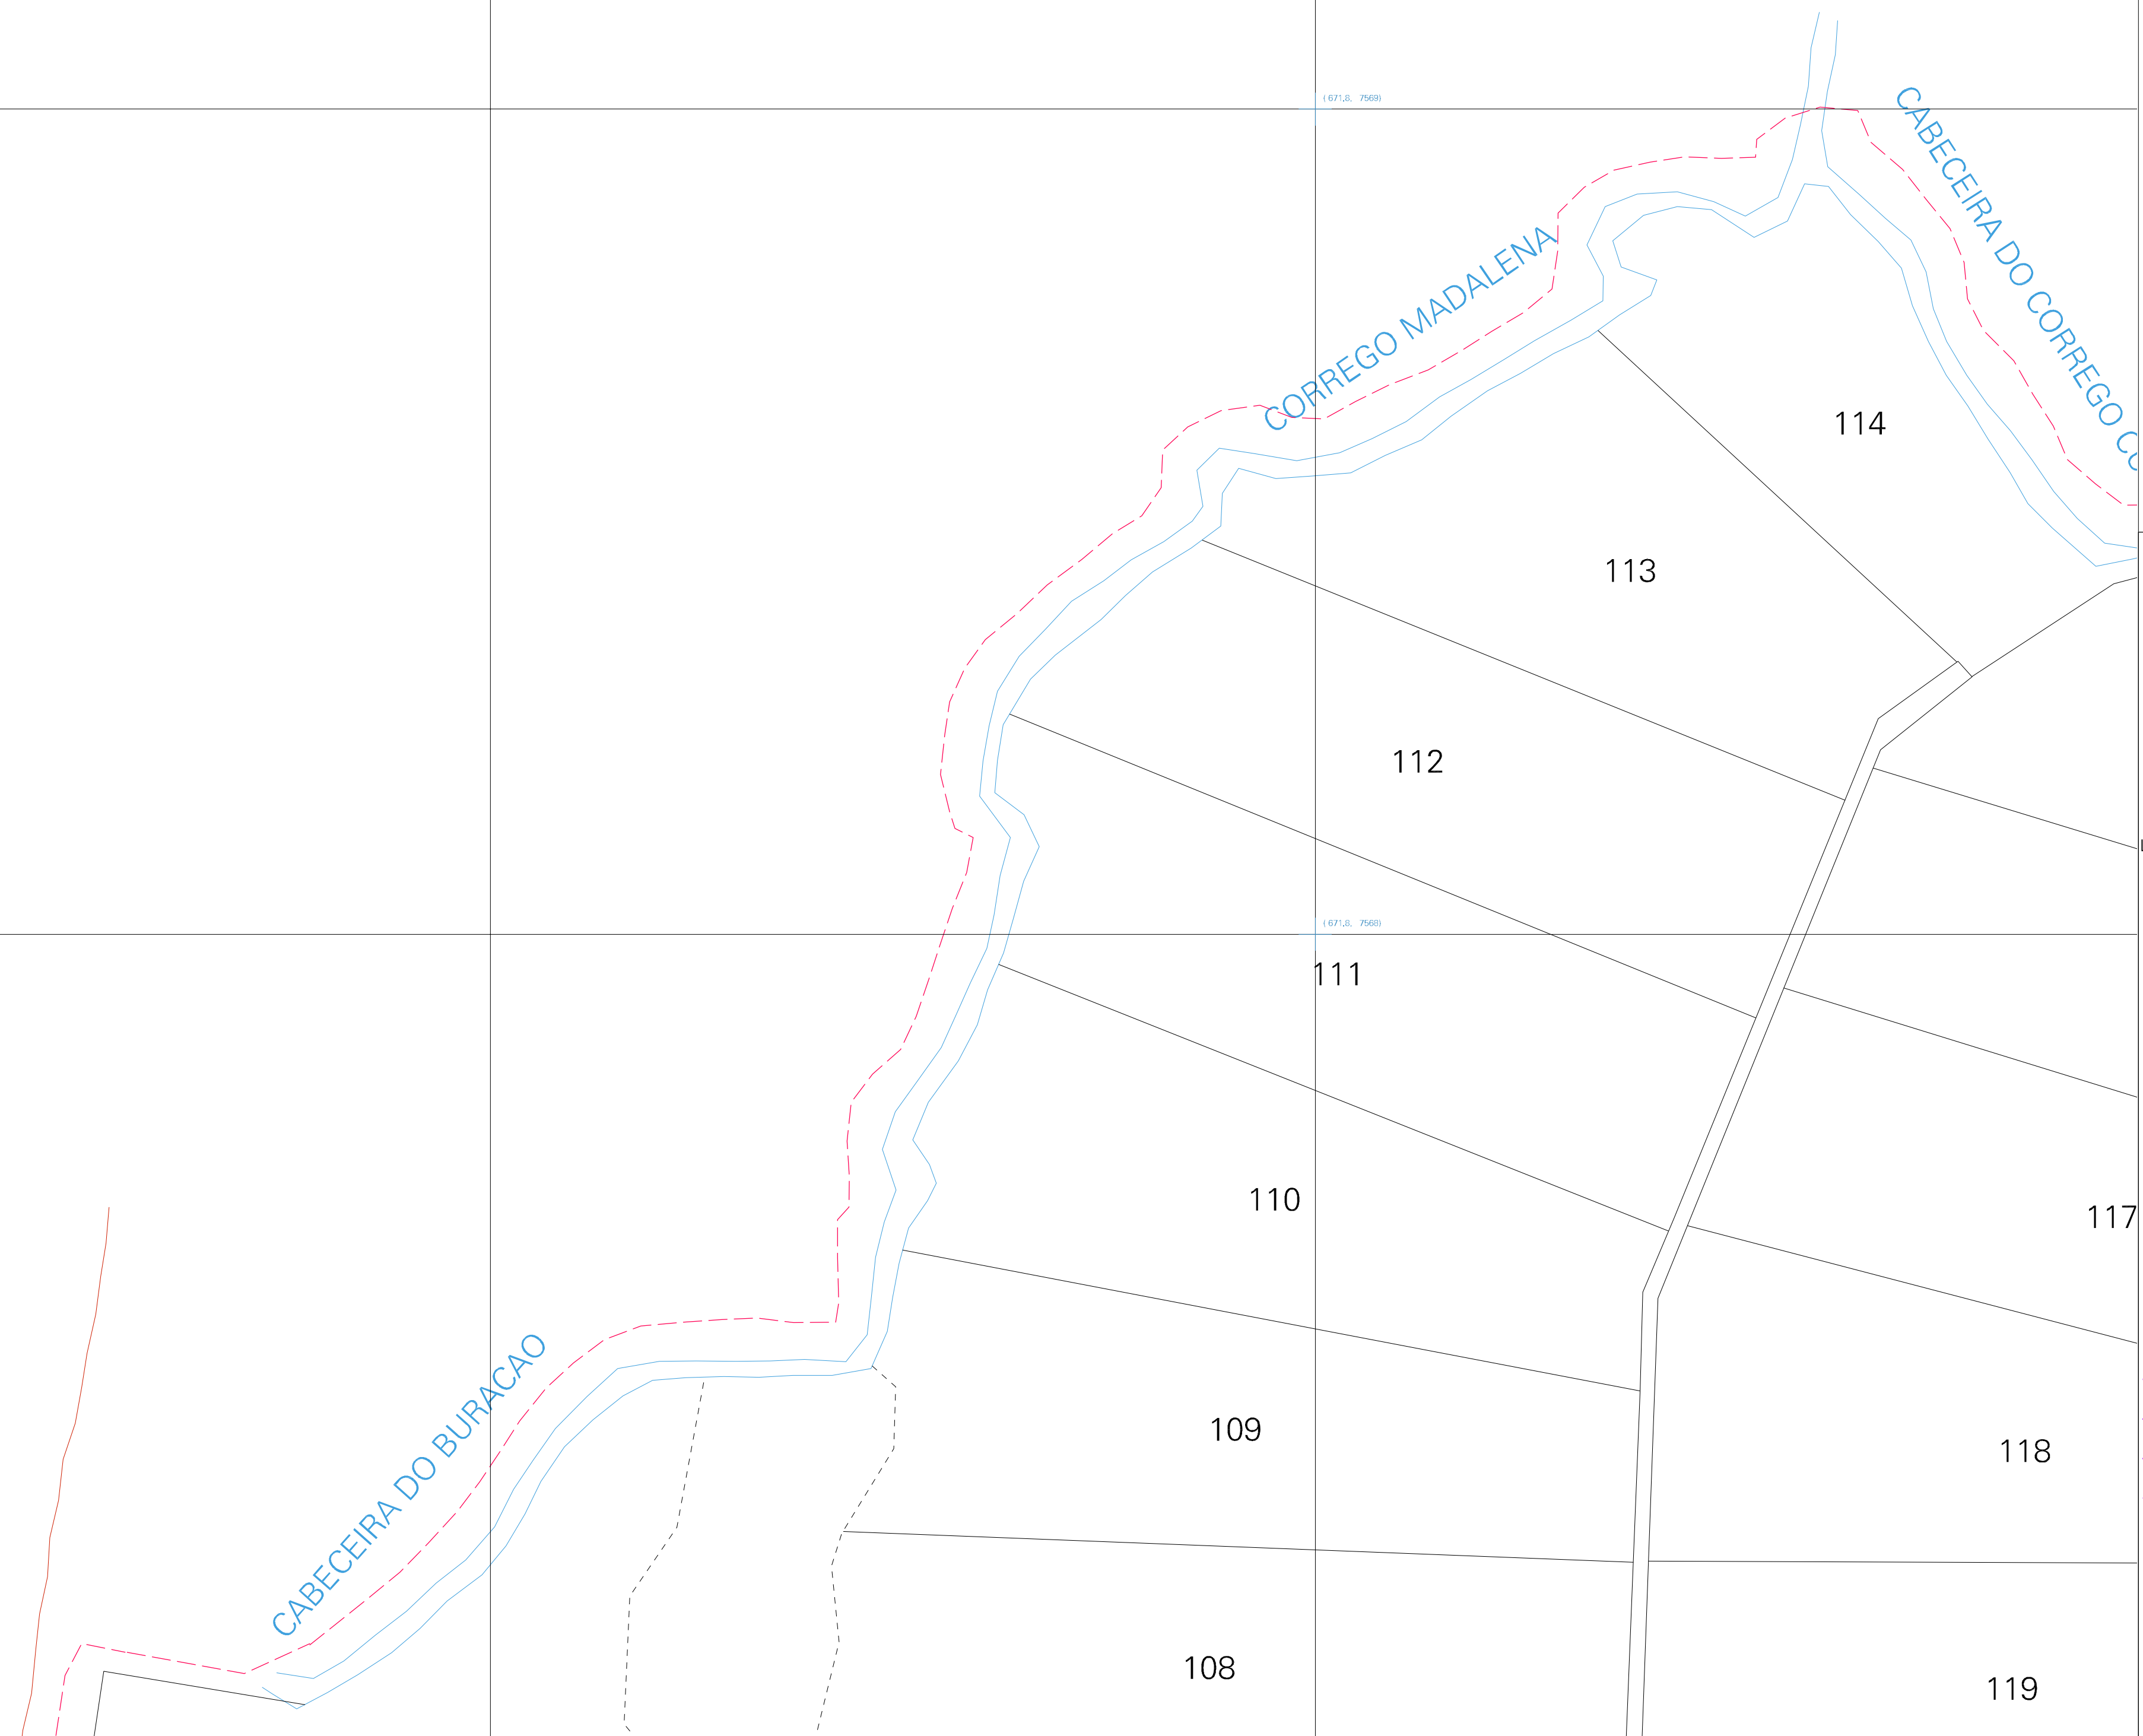 ( 671,8, 7569)
CABECEIRA DO CORREGO
CORREGO MADALENA
114
113
112
( 671,8, 7568)
111
110
117
CABECEIRA DO BURACAO
109
118
108
119